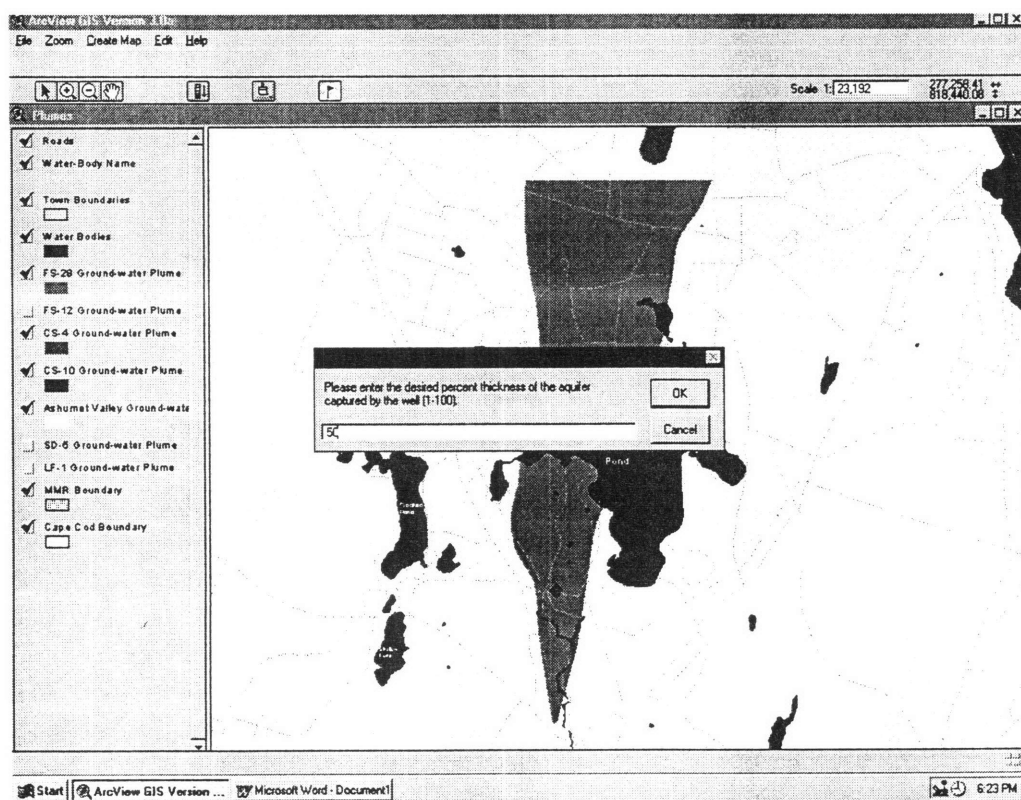 ArcView GIS Version 3.0a
File Zoom Create Map Edit Help
Scale 1: 23,192
277,258.41
818,440.08
Plumes
Roads
Water-Body Name
Town Boundaries
Water Bodies
FS-28 Ground-water Plume
FS-12 Ground-water Plume
CS-4 Ground-water Plume
CS-10 Ground-water Plume
Ashumet Valley Ground-wate
SD-5 Ground-water Plume
LF-1 Ground-water Plume
MMR Boundary
Cape Cod Boundary
Please enter the desired percent thickness of the aquifer
captured by the well [1-100].
OK
50
Cancel
Pond
Start
ArcView GIS Version ...
Microsoft Word - Document1
6:23 PM